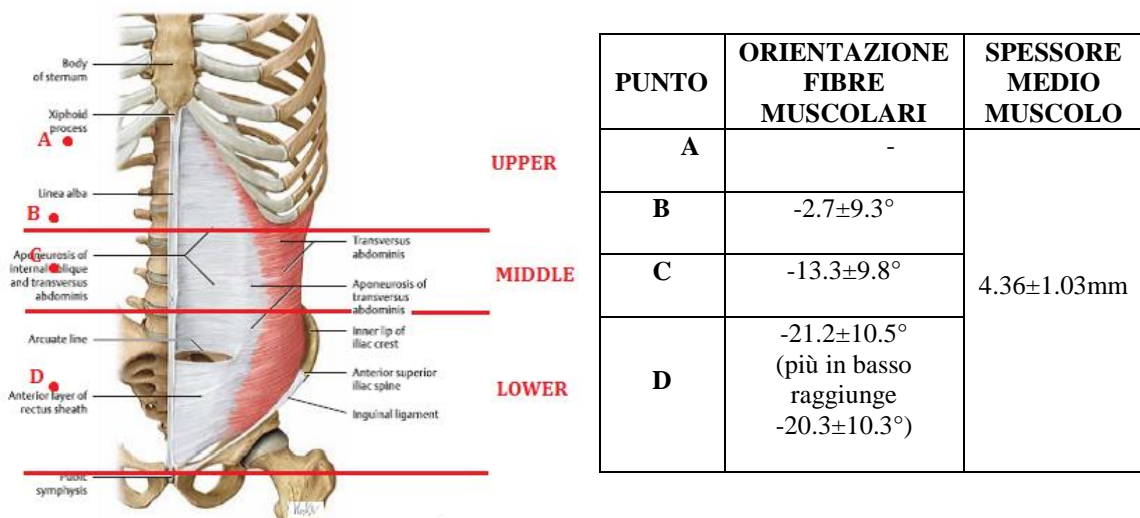 Body
of sternum
Xiphoid
process
A
UPPER
Linea alba
B
Aponeurosis of
internal oblique
and transversus
abdominis
C
Transversus
abdominis
MIDDLE
Aponeurosis of
transversus
abdominis
Arcuate line
Inner lip of
iliac crest
D
Anterior layer of
rectus sheath
Anterior superior
iliac spine
LOWER
Inguinal ligament
Pubic
symphysis
PUNTO
ORIENTAZIONE
FIBRE
MUSCOLARI
SPESSORE
MEDIO
MUSCOLO
A
-
B
-2.7±9.3°
C
-13.3±9.8°
4.36±1.03mm
D
-21.2±10.5°
(più in basso
raggiunge
-20.3±10.3°)